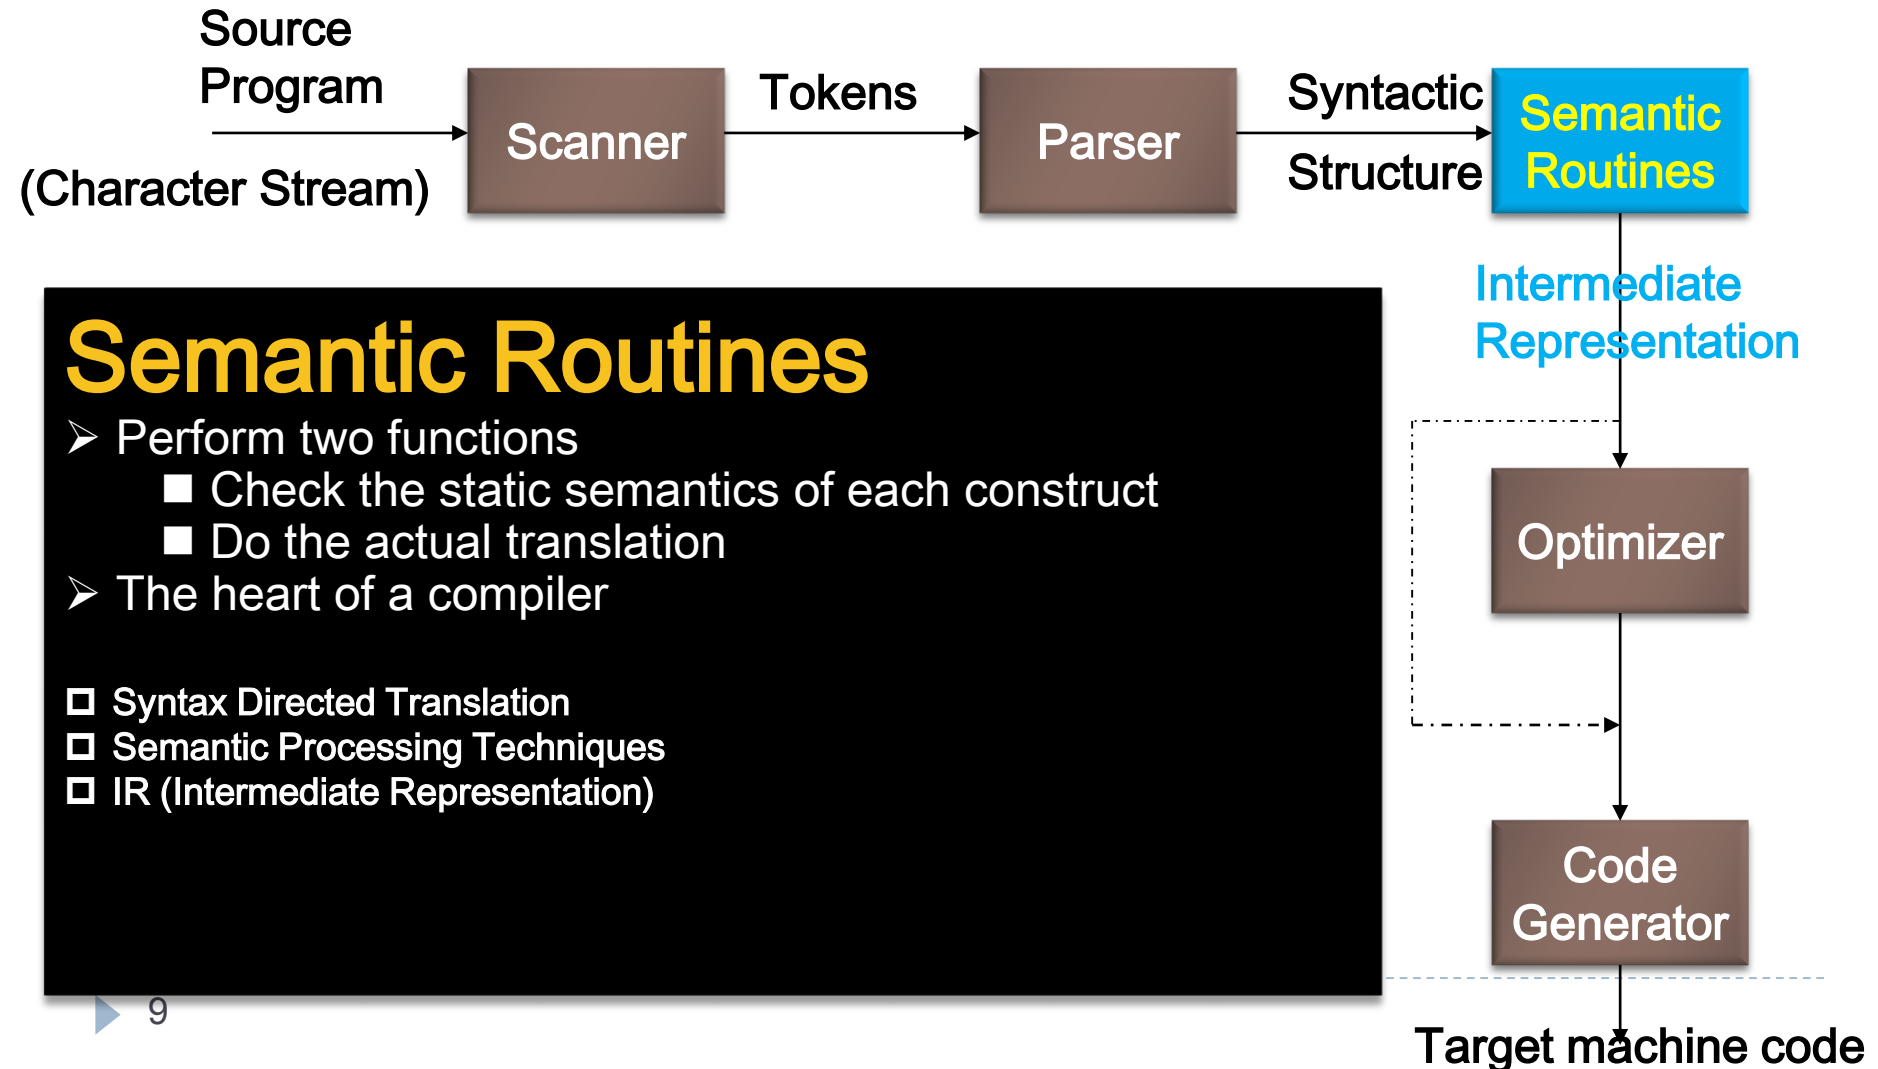 Source
Program
(Character Stream)
Scanner
Tokens
Parser
Syntactic
Structure
Semantic
Routines
Intermediate
Representation
Semantic Routines
Perform two functions
Check the static semantics of each construct
Do the actual translation
The heart of a compiler
Syntax Directed Translation
Semantic Processing Techniques
IR (Intermediate Representation)
Optimizer
Code
Generator
9
Target machine code